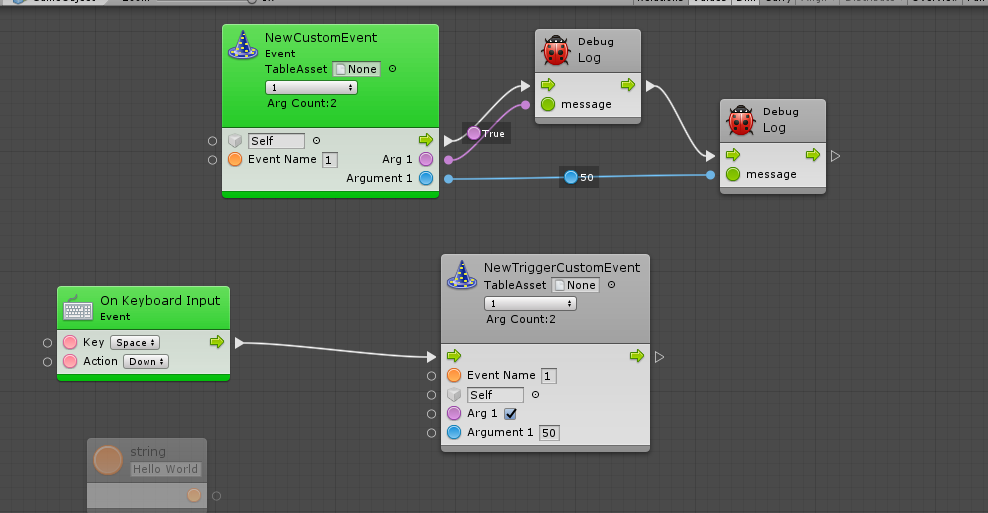 NewCustomEvent
Event
TableAsset None
1
Arg Count:2
Self
Event Name 1 Arg 1
Argument 1
True
50
Debug
Log
message
Debug
Log
message
On Keyboard Input
Event
Key Space
Action Down
NewTriggerCustomEvent
TableAsset None
1
Arg Count:2
Event Name 1
Self
Arg 1
Argument 1 50
string
Hello World